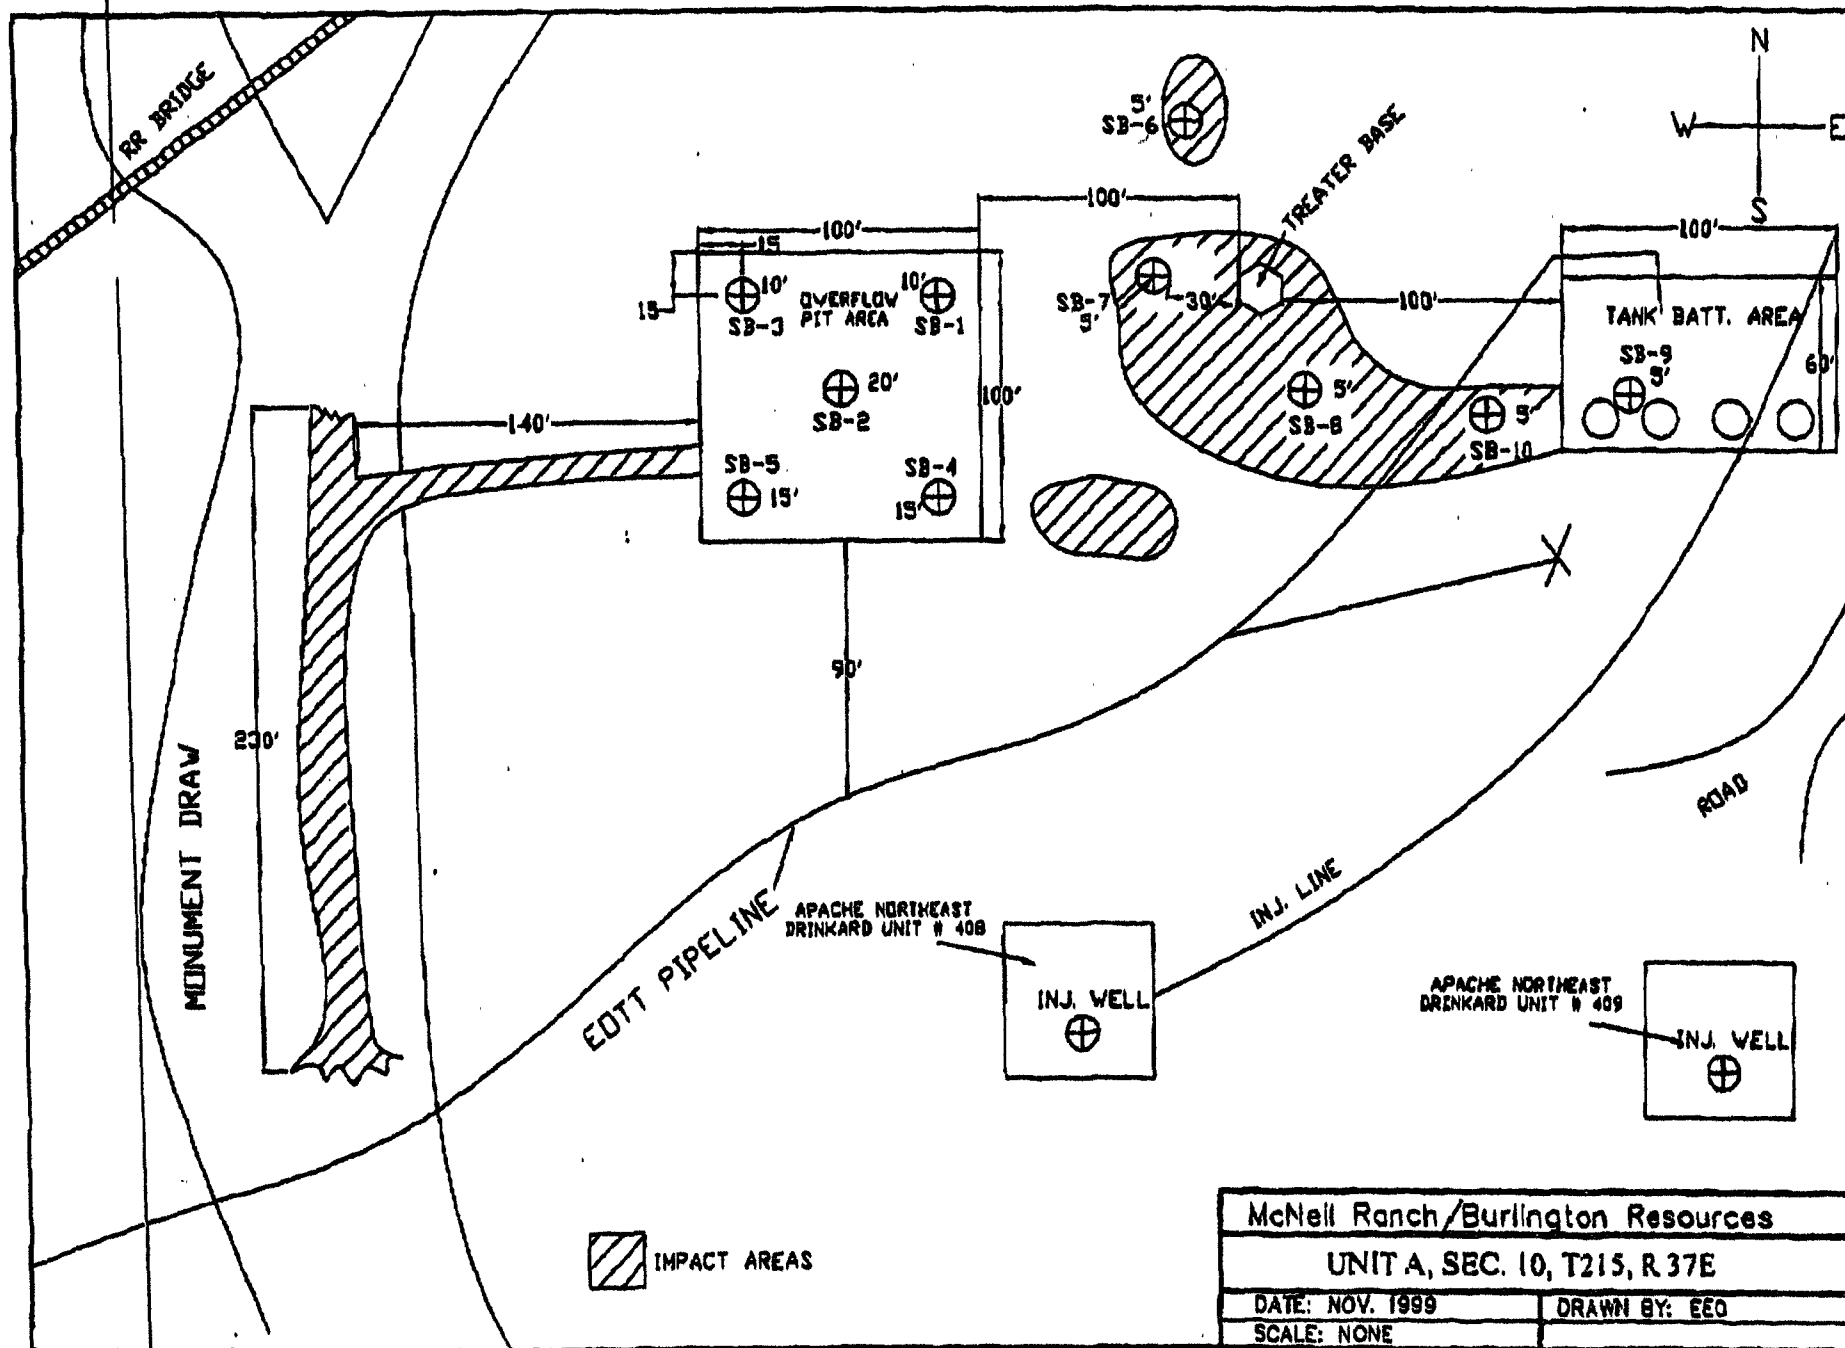 N
W E
S
RR BRIDGE
5'
SB-6
TREATER BASE
100'
100'
100'
15
15
10'
SB-3
OVERFLOW
PIT AREA
10'
SB-1
SB-7
5'
30'
100'
TANK BATT. AREA
SB-9
5'
60'
20'
SB-2
100'
5'
SB-8
5'
SB-10
140'
SB-5
15'
SB-4
15'
90'
230'
MONUMENT DRAW
EOTT PIPELINE
APACHE NORTHEAST
DRINKARD UNIT # 408
INJ. WELL
INJ. LINE
ROAD
APACHE NORTHEAST
DRINKARD UNIT # 409
INJ. WELL
IMPACT AREAS
McNeil Ranch/Burlington Resources
UNIT A, SEC. 10, T21S, R 37E
DATE: NOV. 1999 DRAWN BY: EEO
SCALE: NONE